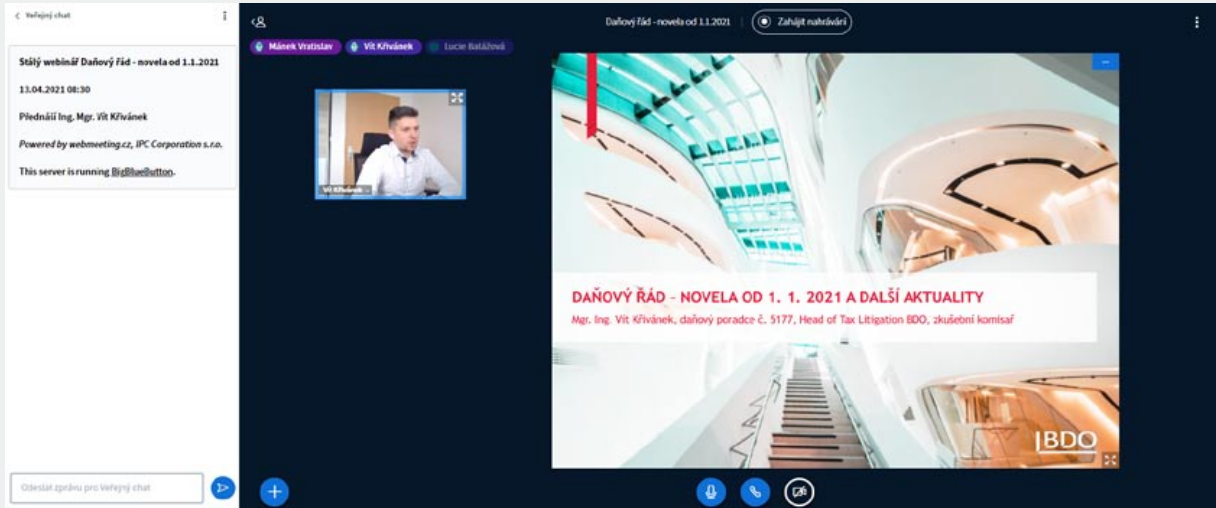 Veřejný chat
Stálý webinář Daňový řád - novela od 1.1.2021
13.04.2021 08:30
Přednáší Ing. Mgr. Vít Křivánek
Powered by webmeeting.cz, IPC Corporation s.r.o.
This server is running BigBlueButton.
Odeslat zprávu pro Veřejný chat
Daňový řád - novela od 1.1.2021
Zahájit nahrávání
Mánek Vratislav
Vít Křivánek
Lucie Balážová
Vít Křivánek
DAŇOVÝ ŘÁD – NOVELA OD 1. 1. 2021 A DALŠÍ AKTUALITY
Mgr. Ing. Vít Křivánek, daňový poradce č. 5177, Head of Tax Litigation BDO, zkušební komisař
BDO